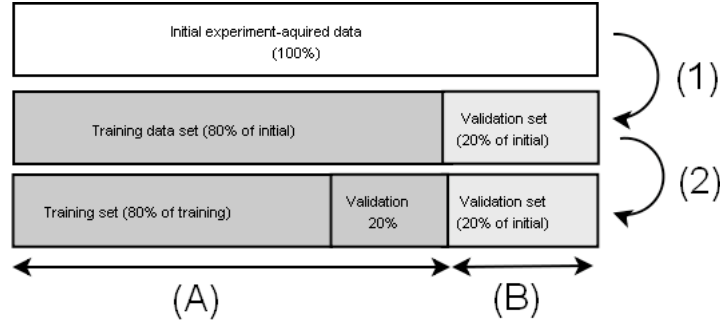 Initial experiment-aquired data
(100%)
(1)
Training data set (80% of initial)
Validation set
(20% of initial)
(2)
Training set (80% of training)
Validation
20%
Validation set
(20% of initial)
(A)
(B)